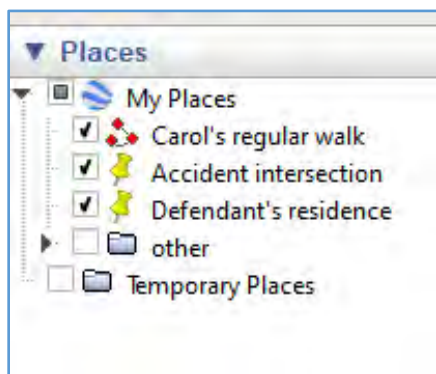 Places
My Places
Carol's regular walk
Accident intersection
Defendant's residence
other
Temporary Places